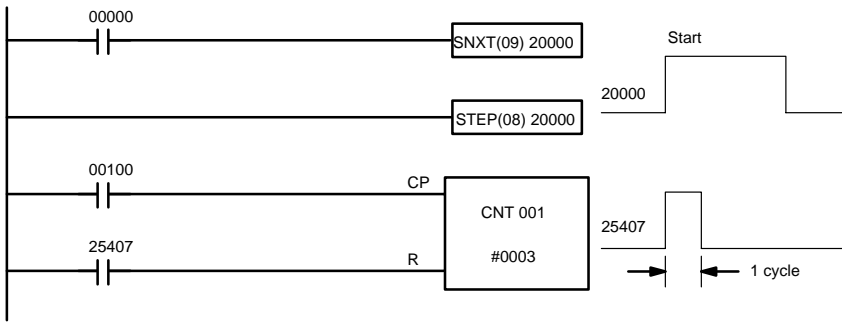 00000
SNXT(09) 20000
Start
20000
STEP(08) 20000
00100
CP
CNT 001
#0003
25407
R
25407
1 cycle